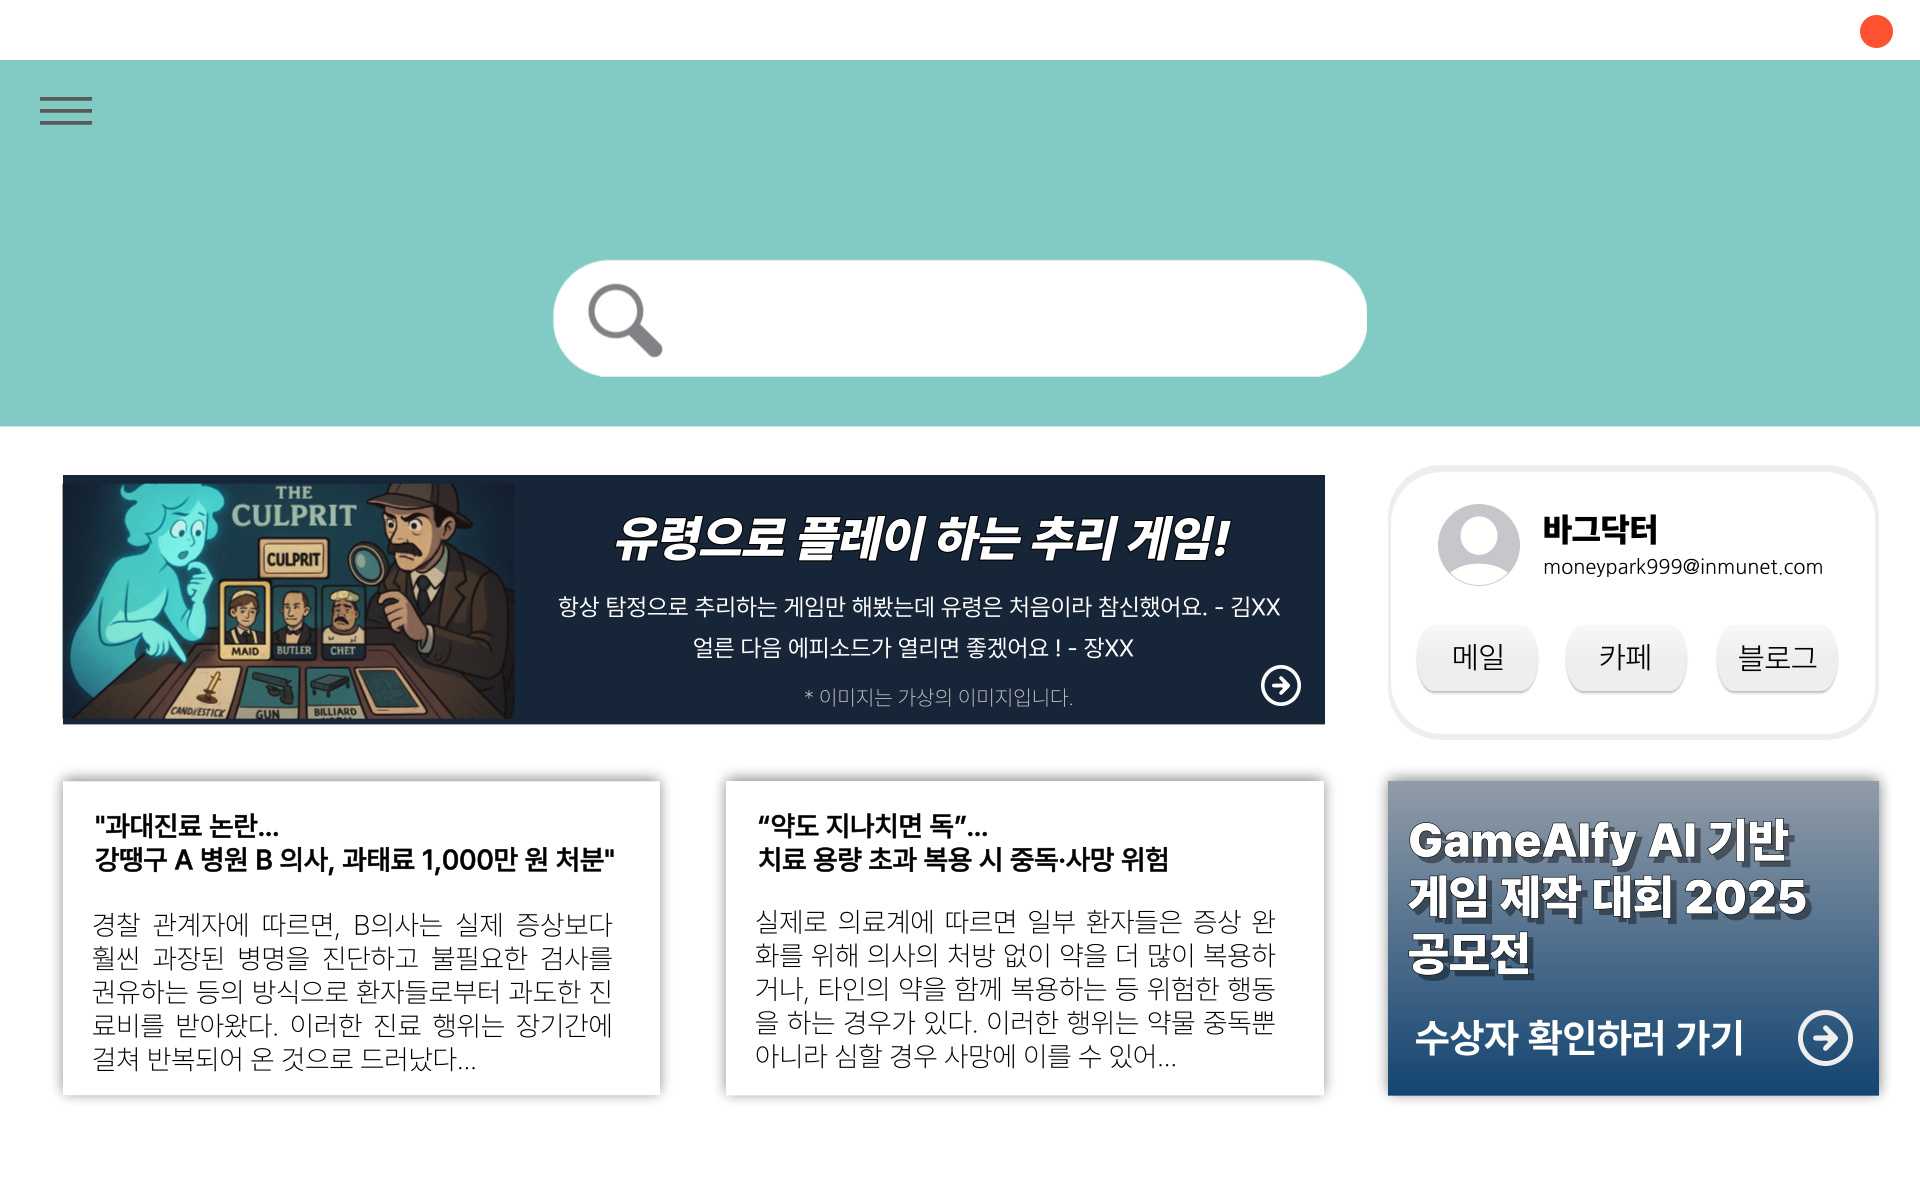 THE
CULPRIT
CULPRIT
MAID
BUTLER
CHET
CANDLESTICK
GUN
BILLIARD
유령으로 플레이 하는 추리 게임!
항상 탐정으로 추리하는 게임만 해봤는데 유령은 처음이라 참신했어요. - 김XX
얼른 다음 에피소드가 열리면 좋겠어요 ! - 장XX
* 이미지는 가상의 이미지입니다.
바그닥터
moneypark999@inmunet.com
메일
카페
블로그
"과대진료 논란...
강땡구 A 병원 B 의사, 과태료 1,000만 원 처분"
경찰 관계자에 따르면, B의사는 실제 증상보다
훨씬 과장된 병명을 진단하고 불필요한 검사를
권유하는 등의 방식으로 환자들로부터 과도한 진
료비를 받아왔다. 이러한 진료 행위는 장기간에
걸쳐 반복되어 온 것으로 드러났다...
“약도 지나치면 독”...
치료 용량 초과 복용 시 중독·사망 위험
실제로 의료계에 따르면 일부 환자들은 증상 완
화를 위해 의사의 처방 없이 약을 더 많이 복용하
거나, 타인의 약을 함께 복용하는 등 위험한 행동
을 하는 경우가 있다. 이러한 행위는 약물 중독뿐
아니라 심할 경우 사망에 이를 수 있어...
GameAIfy AI 기반
게임 제작 대회 2025
공모전
수상자 확인하러 가기